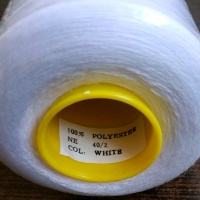 100% POLYESTER
NE 40/2
COL: WHITE